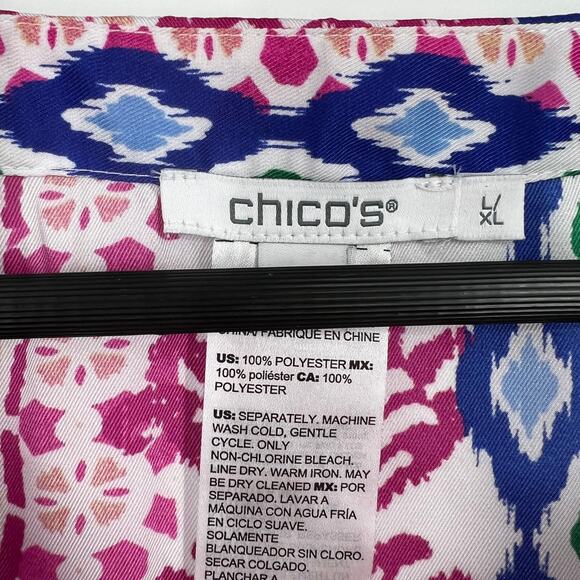 chico's®
L/
XL
CHINA/ FABRIQUÉ EN CHINE
US: 100% POLYESTER MX:
100% poliéster CA: 100%
POLYESTER
US: SEPARATELY. MACHINE
WASH COLD, GENTLE
CYCLE. ONLY
NON-CHLORINE BLEACH.
LINE DRY. WARM IRON. MAY
BE DRY CLEANED MX: POR
SEPARADO. LAVAR A
MÁQUINA CON AGUA FRÍA
EN CICLO SUAVE.
SOLAMENTE
BLANQUEADOR SIN CLORO.
SECAR COLGADO.
PLANCHAR A